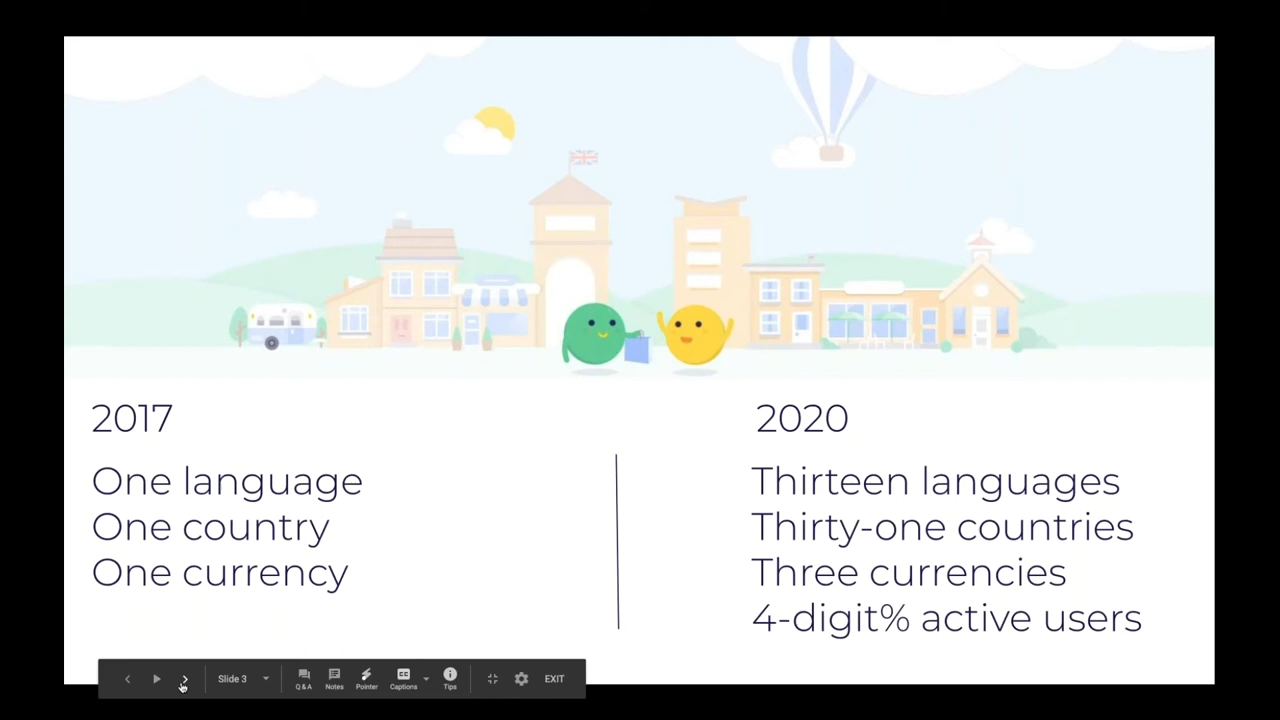 2017
One language
One country
One currency
2020
Thirteen languages
Thirty-one countries
Three currencies
4-digit% active users
Slide 3
Q & A
Notes
Pointer
CC
Captions
Tips
EXIT